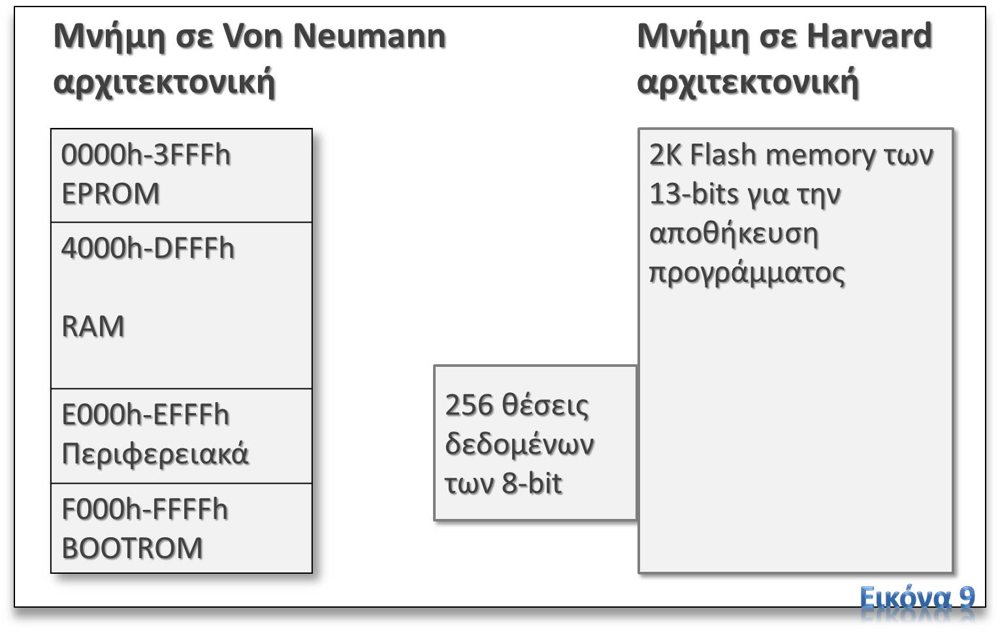 Μνήμη σε Von Neumann
αρχιτεκτονική
Μνήμη σε Harvard
αρχιτεκτονική
0000h-3FFFh
EPROM
4000h-DFFFh
RAM
E000h-EFFFh
Περιφερειακά
F000h-FFFFh
BOOTROM
256 θέσεις
δεδομένων
των 8-bit
2K Flash memory των
13-bits για την
αποθήκευση
προγράμματος
Εικόνα 9